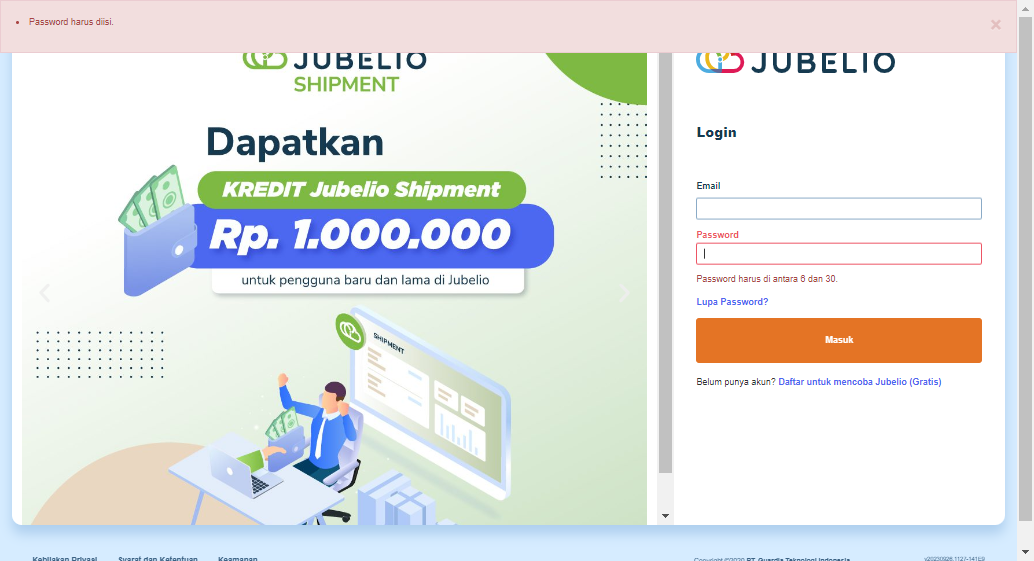 Password harus diisi.
JUBELIO
SHIPMENT
Dapatkan
KREDIT Jubelio Shipment
Rp. 1.000.000
untuk pengguna baru dan lama di Jubelio
SHIPMENT
JUBELIO
Login
Email
Password
Password harus di antara 6 dan 30.
Lupa Password?
Masuk
Belum punya akun? Daftar untuk mencoba Jubelio (Gratis)
Kebijakan Privasi Syarat dan Ketentuan Keamanan
Copyright ©2020 PT. Guardia Teknologi Indonesia